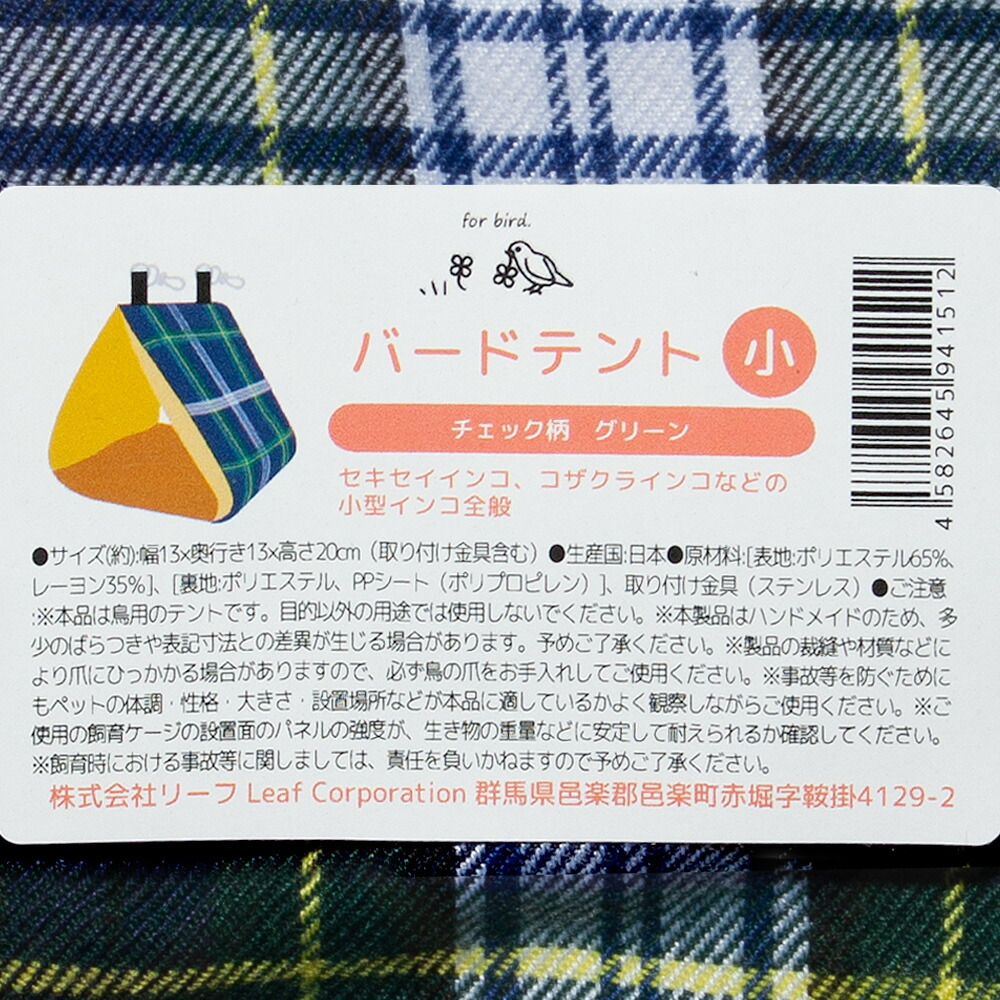 for bird.
バードテント 小
チェック柄 グリーン
セキセイインコ、コザクラインコなどの
小型インコ全般
4 582645 941512
●サイズ(約):幅13×奥行き13×高さ20cm（取り付け金具含む）●生産国:日本●原材料:[表地:ポリエステル65%、
レーヨン35%]、[裏地:ポリエステル、PPシート（ポリプロピレン）]、取り付け金具（ステンレス）●ご注意
:※本品は鳥用のテントです。目的以外の用途では使用しないでください。※本製品はハンドメイドのため、多
少のばらつきや表記寸法との差異が生じる場合があります。予めご了承ください。※製品の裁縫や材質などに
より爪にひっかかる場合がありますので、必ず鳥の爪をお手入れしてご使用ください。※事故等を防ぐために
もペットの体調・性格・大きさ・設置場所などが本品に適しているかよく観察しながらご使用ください。※ご
使用の飼育ケージの設置面のパネルの強度が、生き物の重量などに安定して耐えられるか確認してください。
※飼育時における事故等に関しましては、責任を負いかねますので予めご了承ください。
株式会社リーフ Leaf Corporation 群馬県邑楽郡邑楽町赤堀字鞍掛4129-2